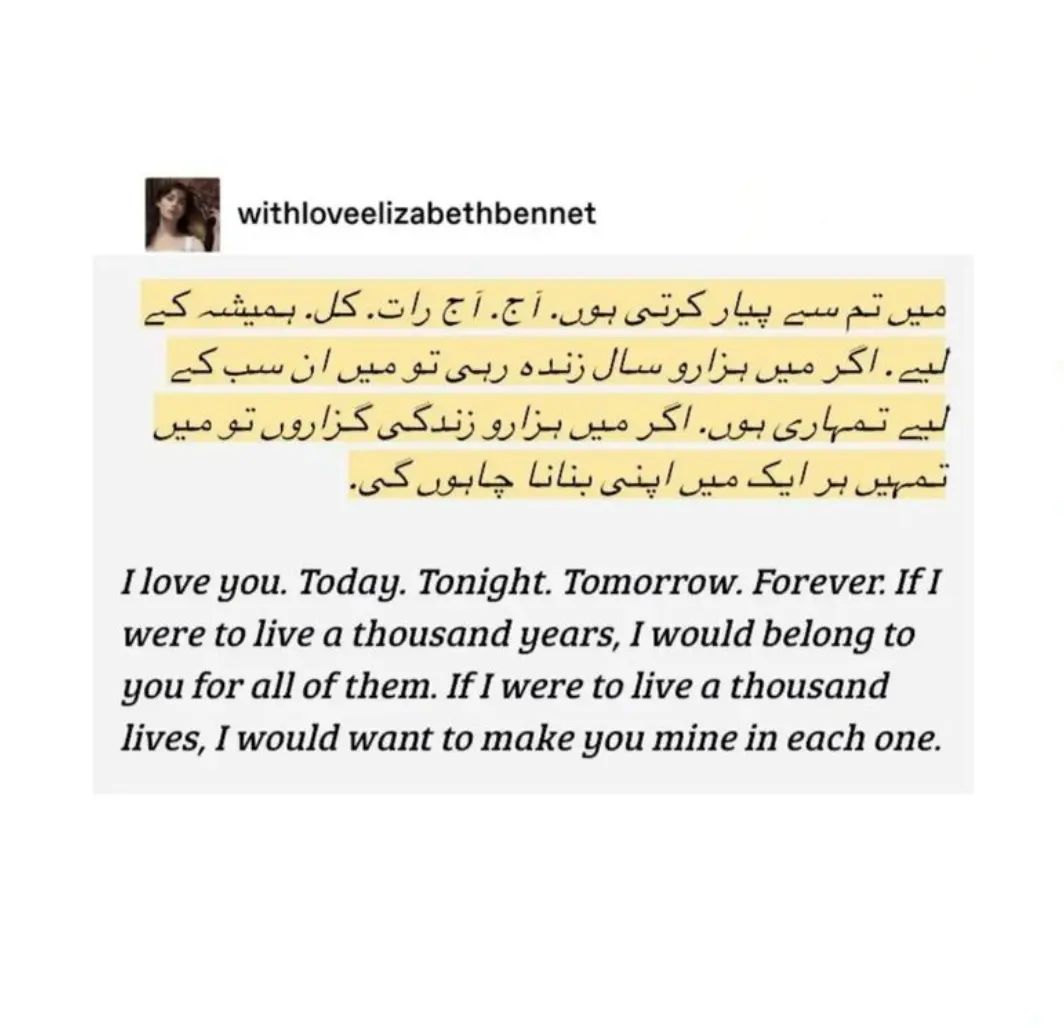 withloveelizabethbennet
میں تم سے پیار کرتی ہوں. آج. آج رات. کل. ہمیشہ کے
لیے. اگر میں ہزارو سال زندہ رہی تو میں ان سب کے
لیے تمہاری ہوں. اگر میں ہزارو زندگی گزاروں تو میں
تمہیں ہر ایک میں اپنی بنانا چاہوں گی.
I love you. Today. Tonight. Tomorrow. Forever. If I
were to live a thousand years, I would belong to
you for all of them. If I were to live a thousand
lives, I would want to make you mine in each one.